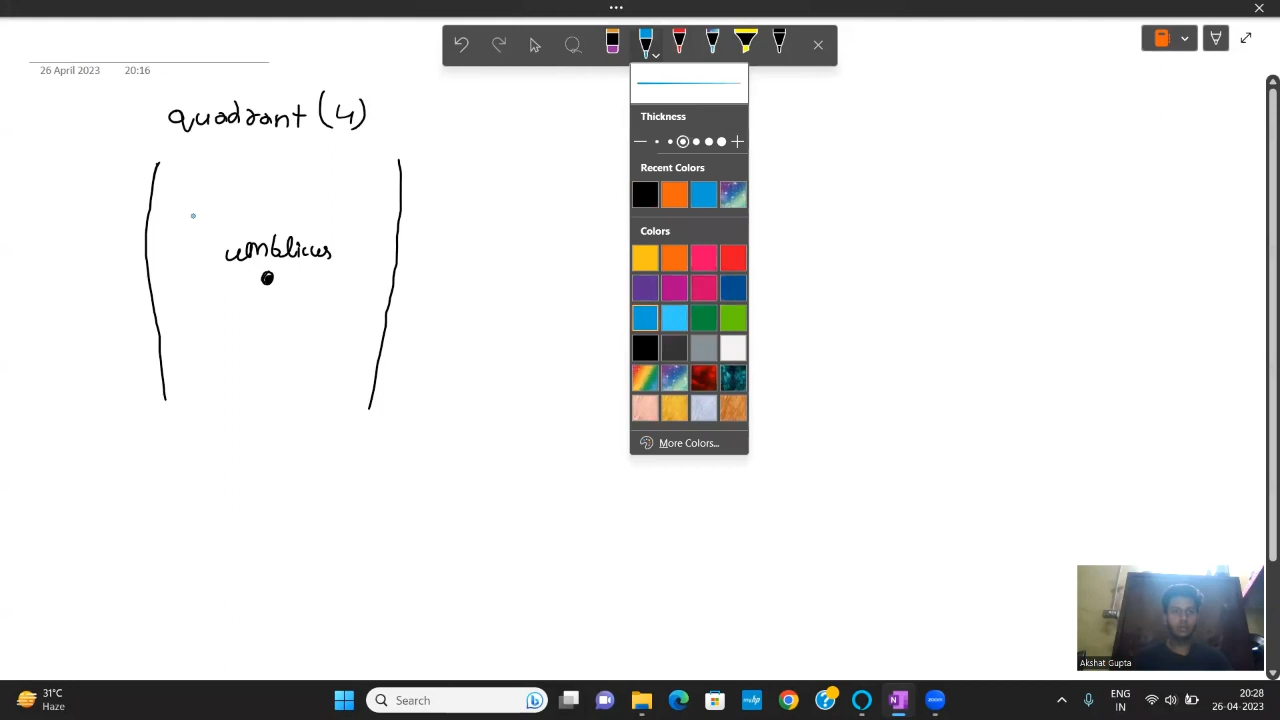 26 April 2023 20:16
quadrant (4)
umblicus
Thickness
Recent Colors
Colors
More Colors...
Akshat Gupta
31°C
Haze
Search
ENG
IN
20:28
26-04-2023